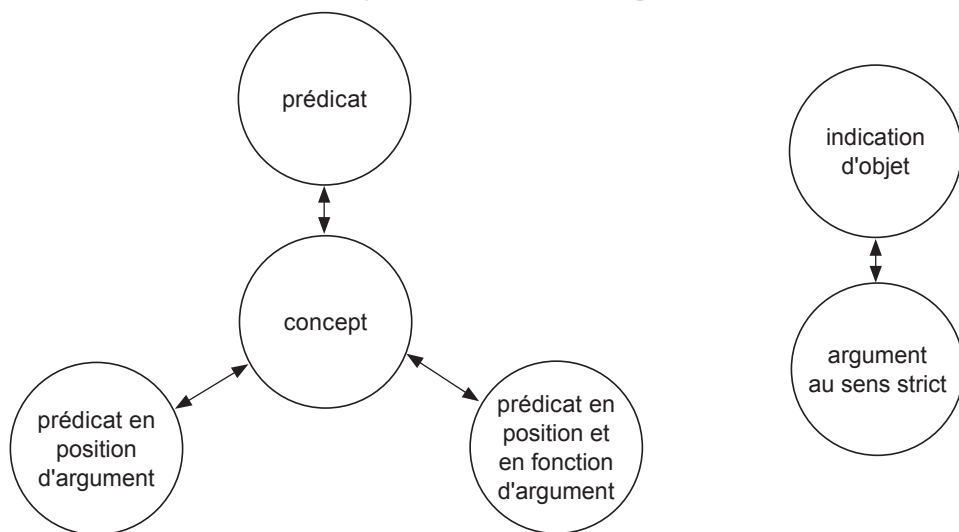 prédicat
concept
prédicat en
position
d'argument
prédicat en
position et
en fonction
d'argument
indication
d'objet
argument
au sens strict